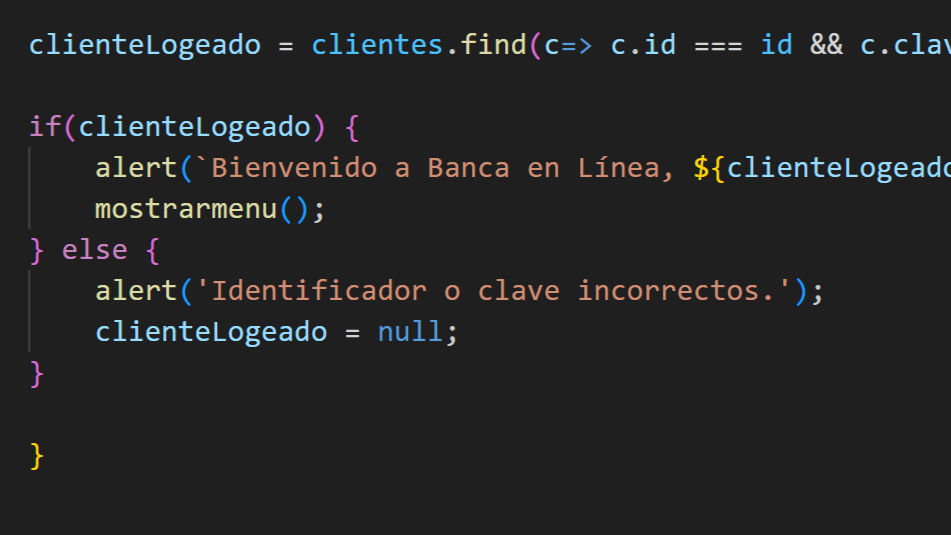 clienteLogeado = clientes.find(c=> c.id === id && c.clav
if(clienteLogeado) {
alert(`Bienvenido a Banca en Línea, ${clienteLogeado
mostrarmenu();
} else {
alert('Identificador o clave incorrectos.');
clienteLogeado = null;
}
}